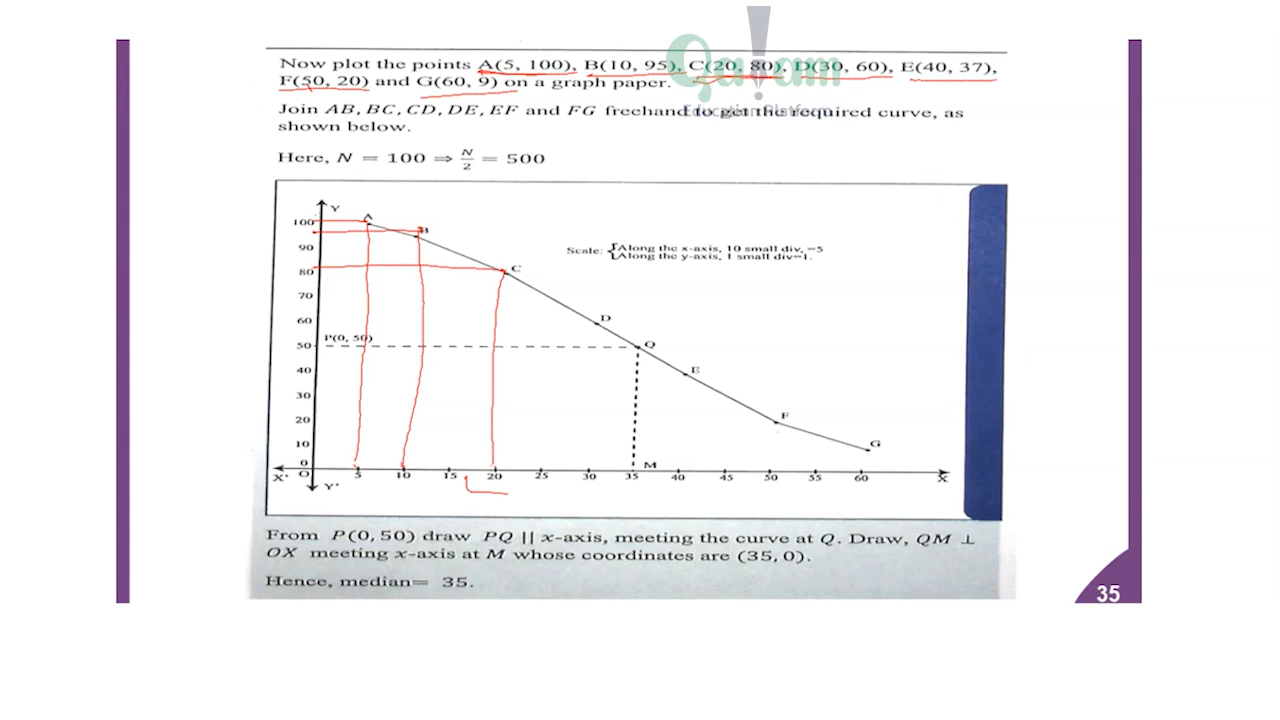 Now plot the points A(5, 100), B(10, 95), C(20, 80), D(30, 60), E(40, 37),
F(50, 20) and G(60, 9) on a graph paper.
Qalam
Education Platform
Join AB, BC, CD, DE, EF and FG freehand to get the required curve, as
shown below.
Here, N = 100 ⇒ N/2 = 500
Y
A
100
B
90
Scale: {Along the x-axis, 10 small div, =5
Along the y-axis, 1 small div=1.
80
C
70
60
D
P(0, 50)
50
Q
40
E
30
20
F
10
G
0
M
X' O 5 10 15 20 25 30 35 40 45 50 55 60 X
Y'
From P(0, 50) draw PQ || x-axis, meeting the curve at Q. Draw, QM ⊥
OX meeting x-axis at M whose coordinates are (35, 0).
Hence, median= 35.
35